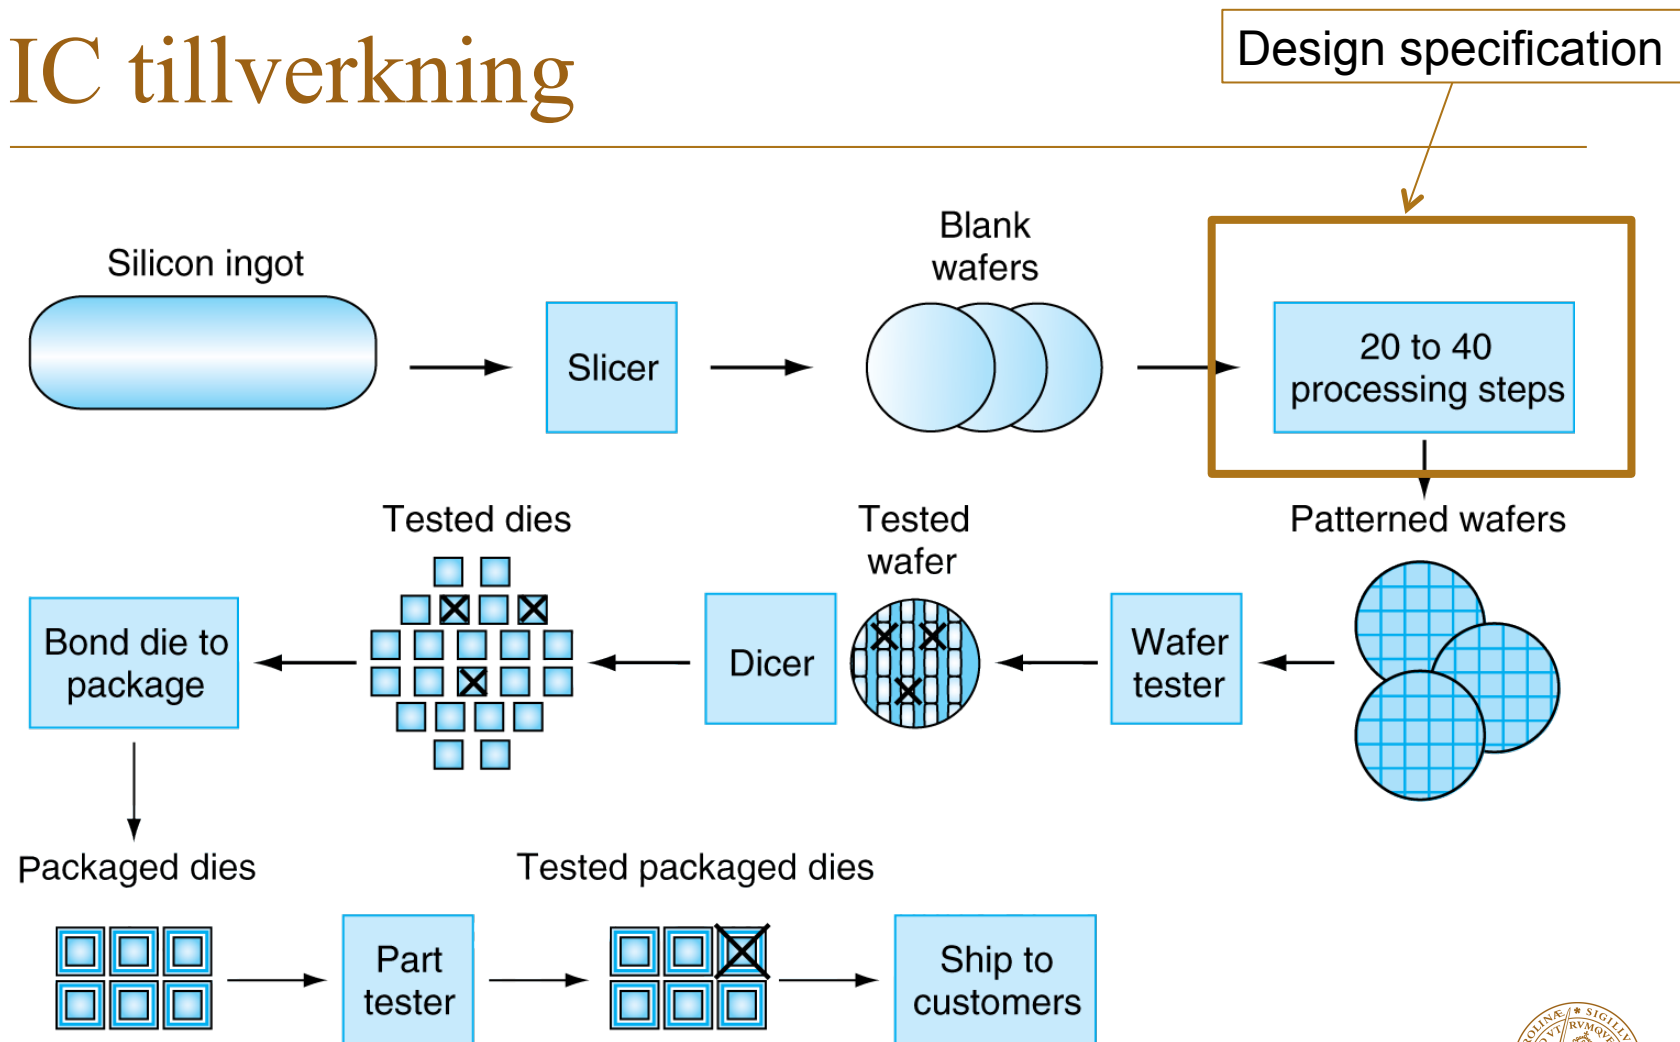 IC tillverkning
Design specification
Silicon ingot
Blank
wafers
Slicer
20 to 40
processing steps
Tested dies
Tested
wafer
Patterned wafers
Bond die to
package
Dicer
Wafer
tester
Packaged dies
Tested packaged dies
Part
tester
Ship to
customers